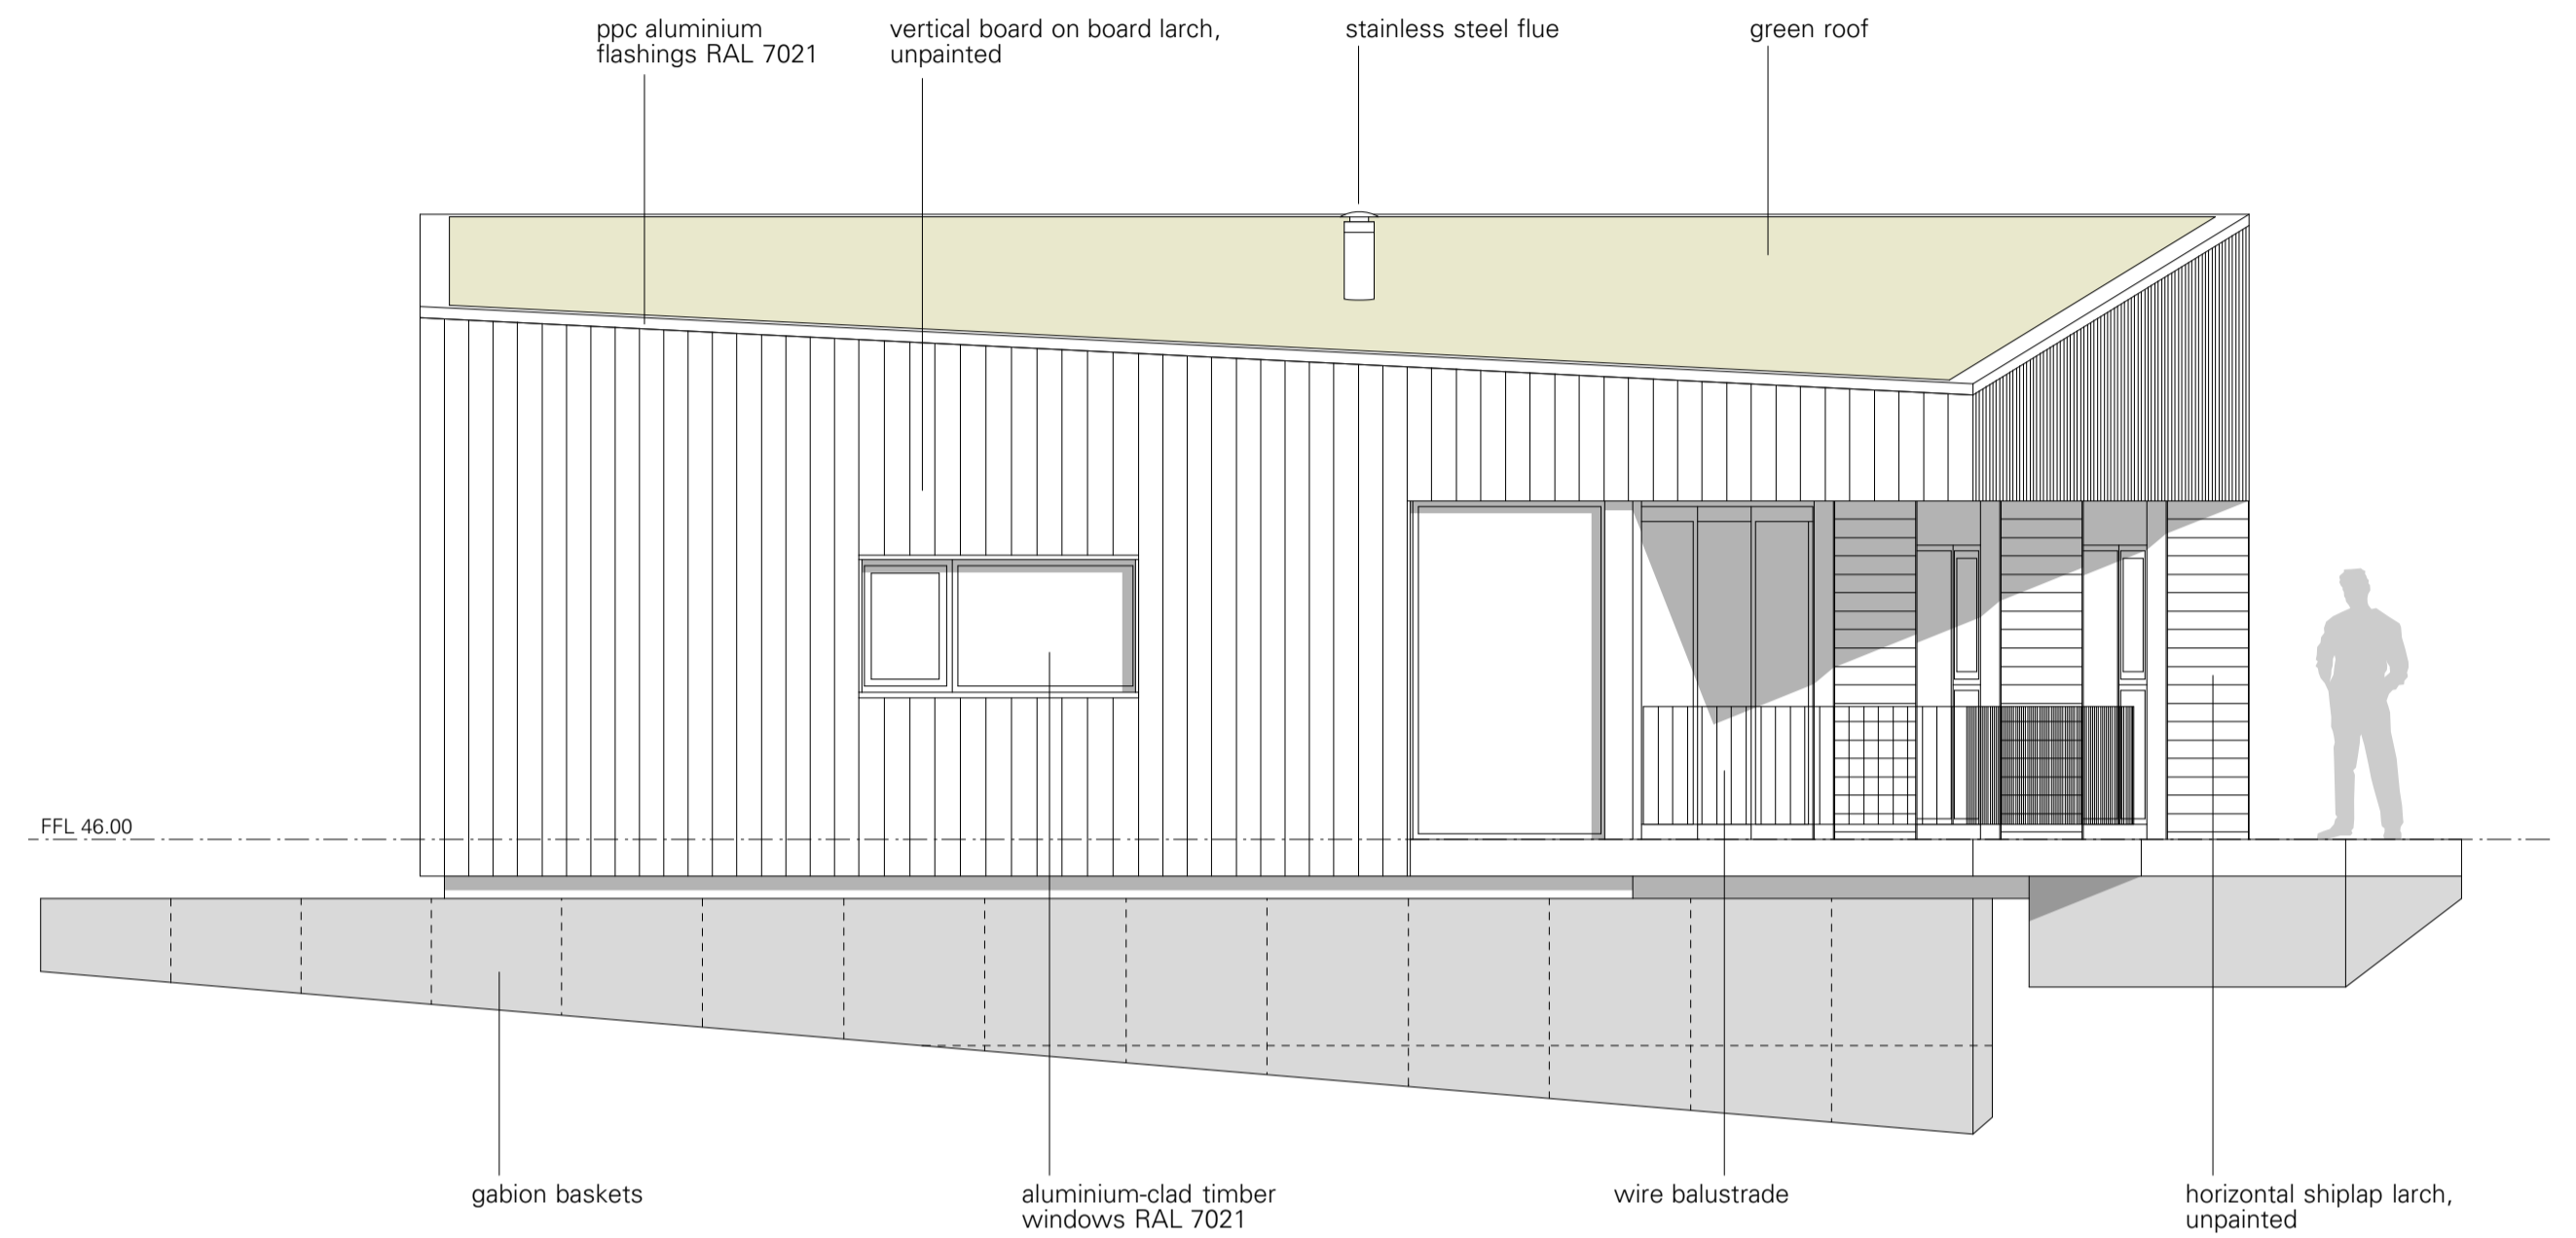 ppc aluminium
flashings RAL 7021
vertical board on board larch,
unpainted
stainless steel flue
green roof
FFL 46.00
gabion baskets
aluminium-clad timber
windows RAL 7021
wire balustrade
horizontal shiplap larch,
unpainted